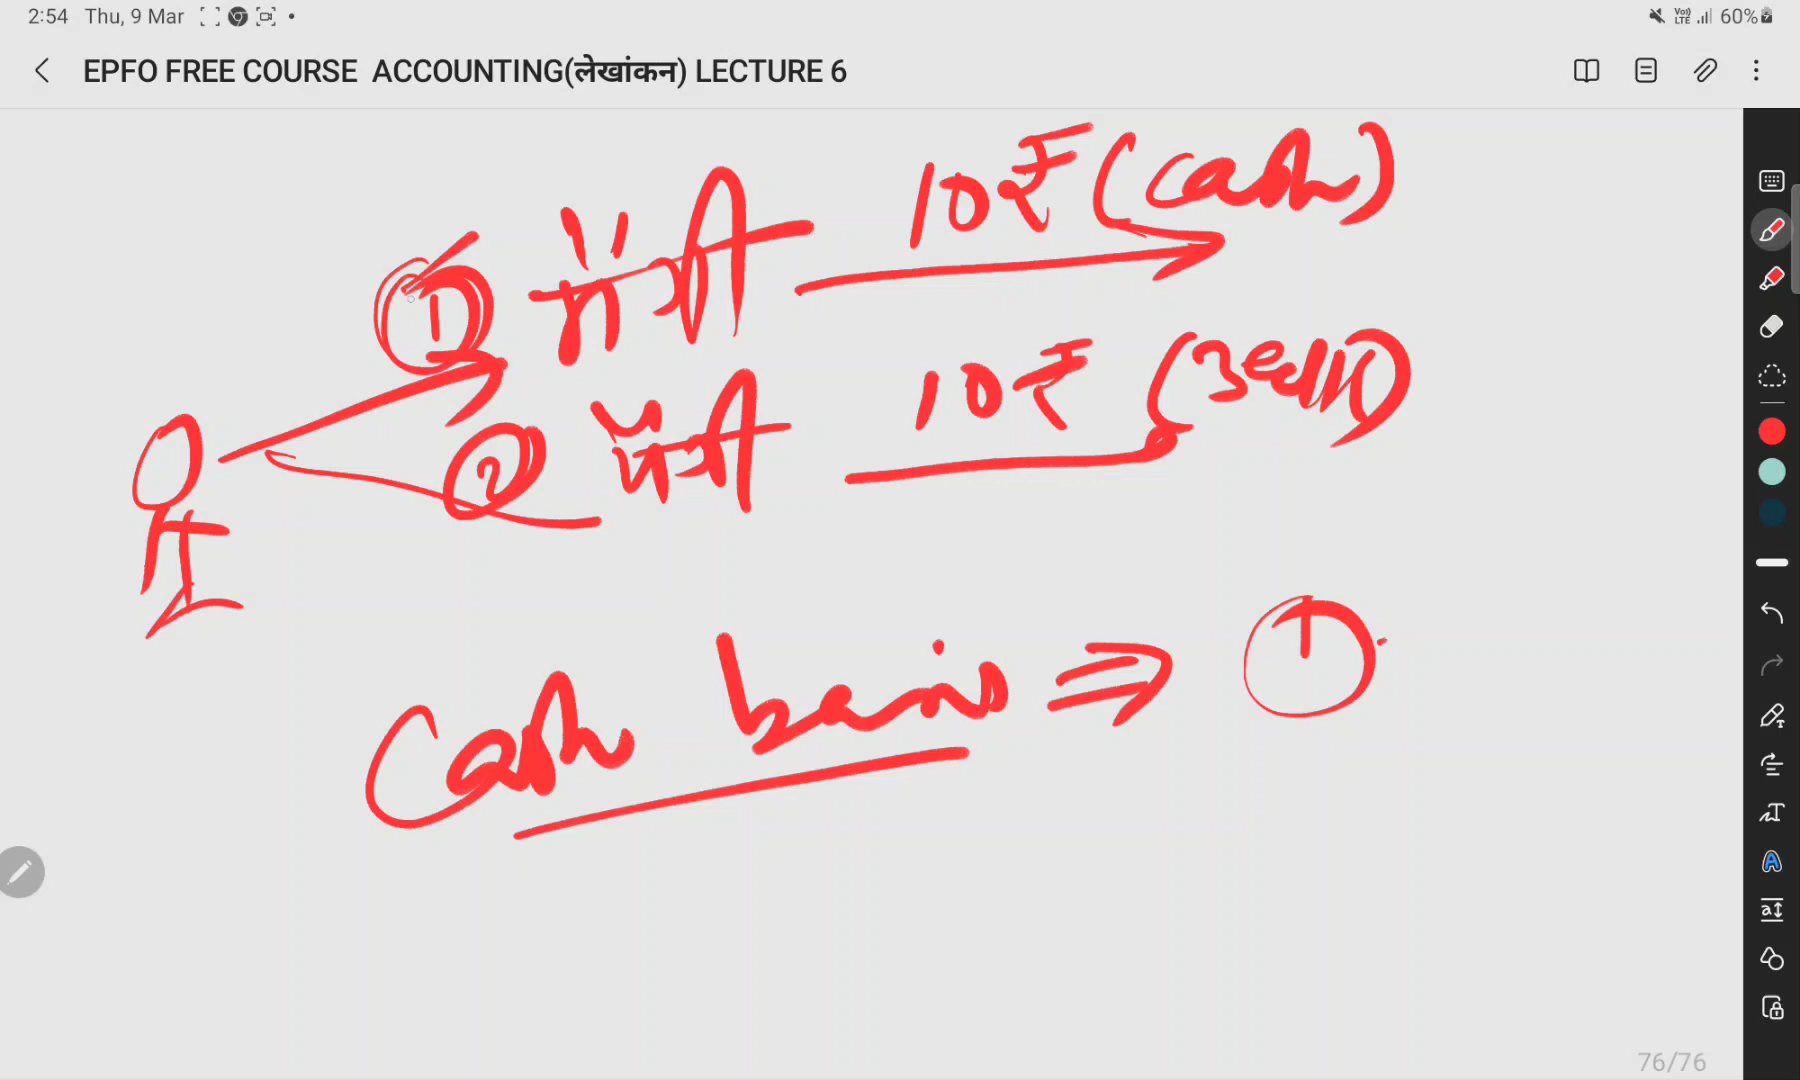 2:54 Thu, 9 Mar 60%
EPFO FREE COURSE ACCOUNTING(लेखांकन) LECTURE 6
① 10₹ (cash)
② 10₹ (उधार)
Cash basis ⇒ ①
76/76